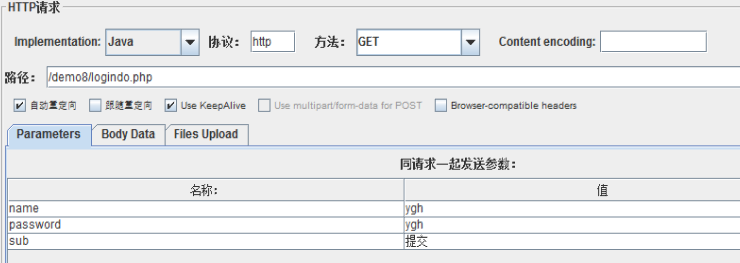 HTTP请求
Implementation: Java 协议: http 方法: GET Content encoding:
路径: /demo8/logindo.php
自动重定向 跟随重定向 Use KeepAlive Use multipart/form-data for POST Browser-compatible headers
Parameters Body Data Files Upload
同请求一起发送参数:
名称: 值
name ygh
password ygh
sub 提交